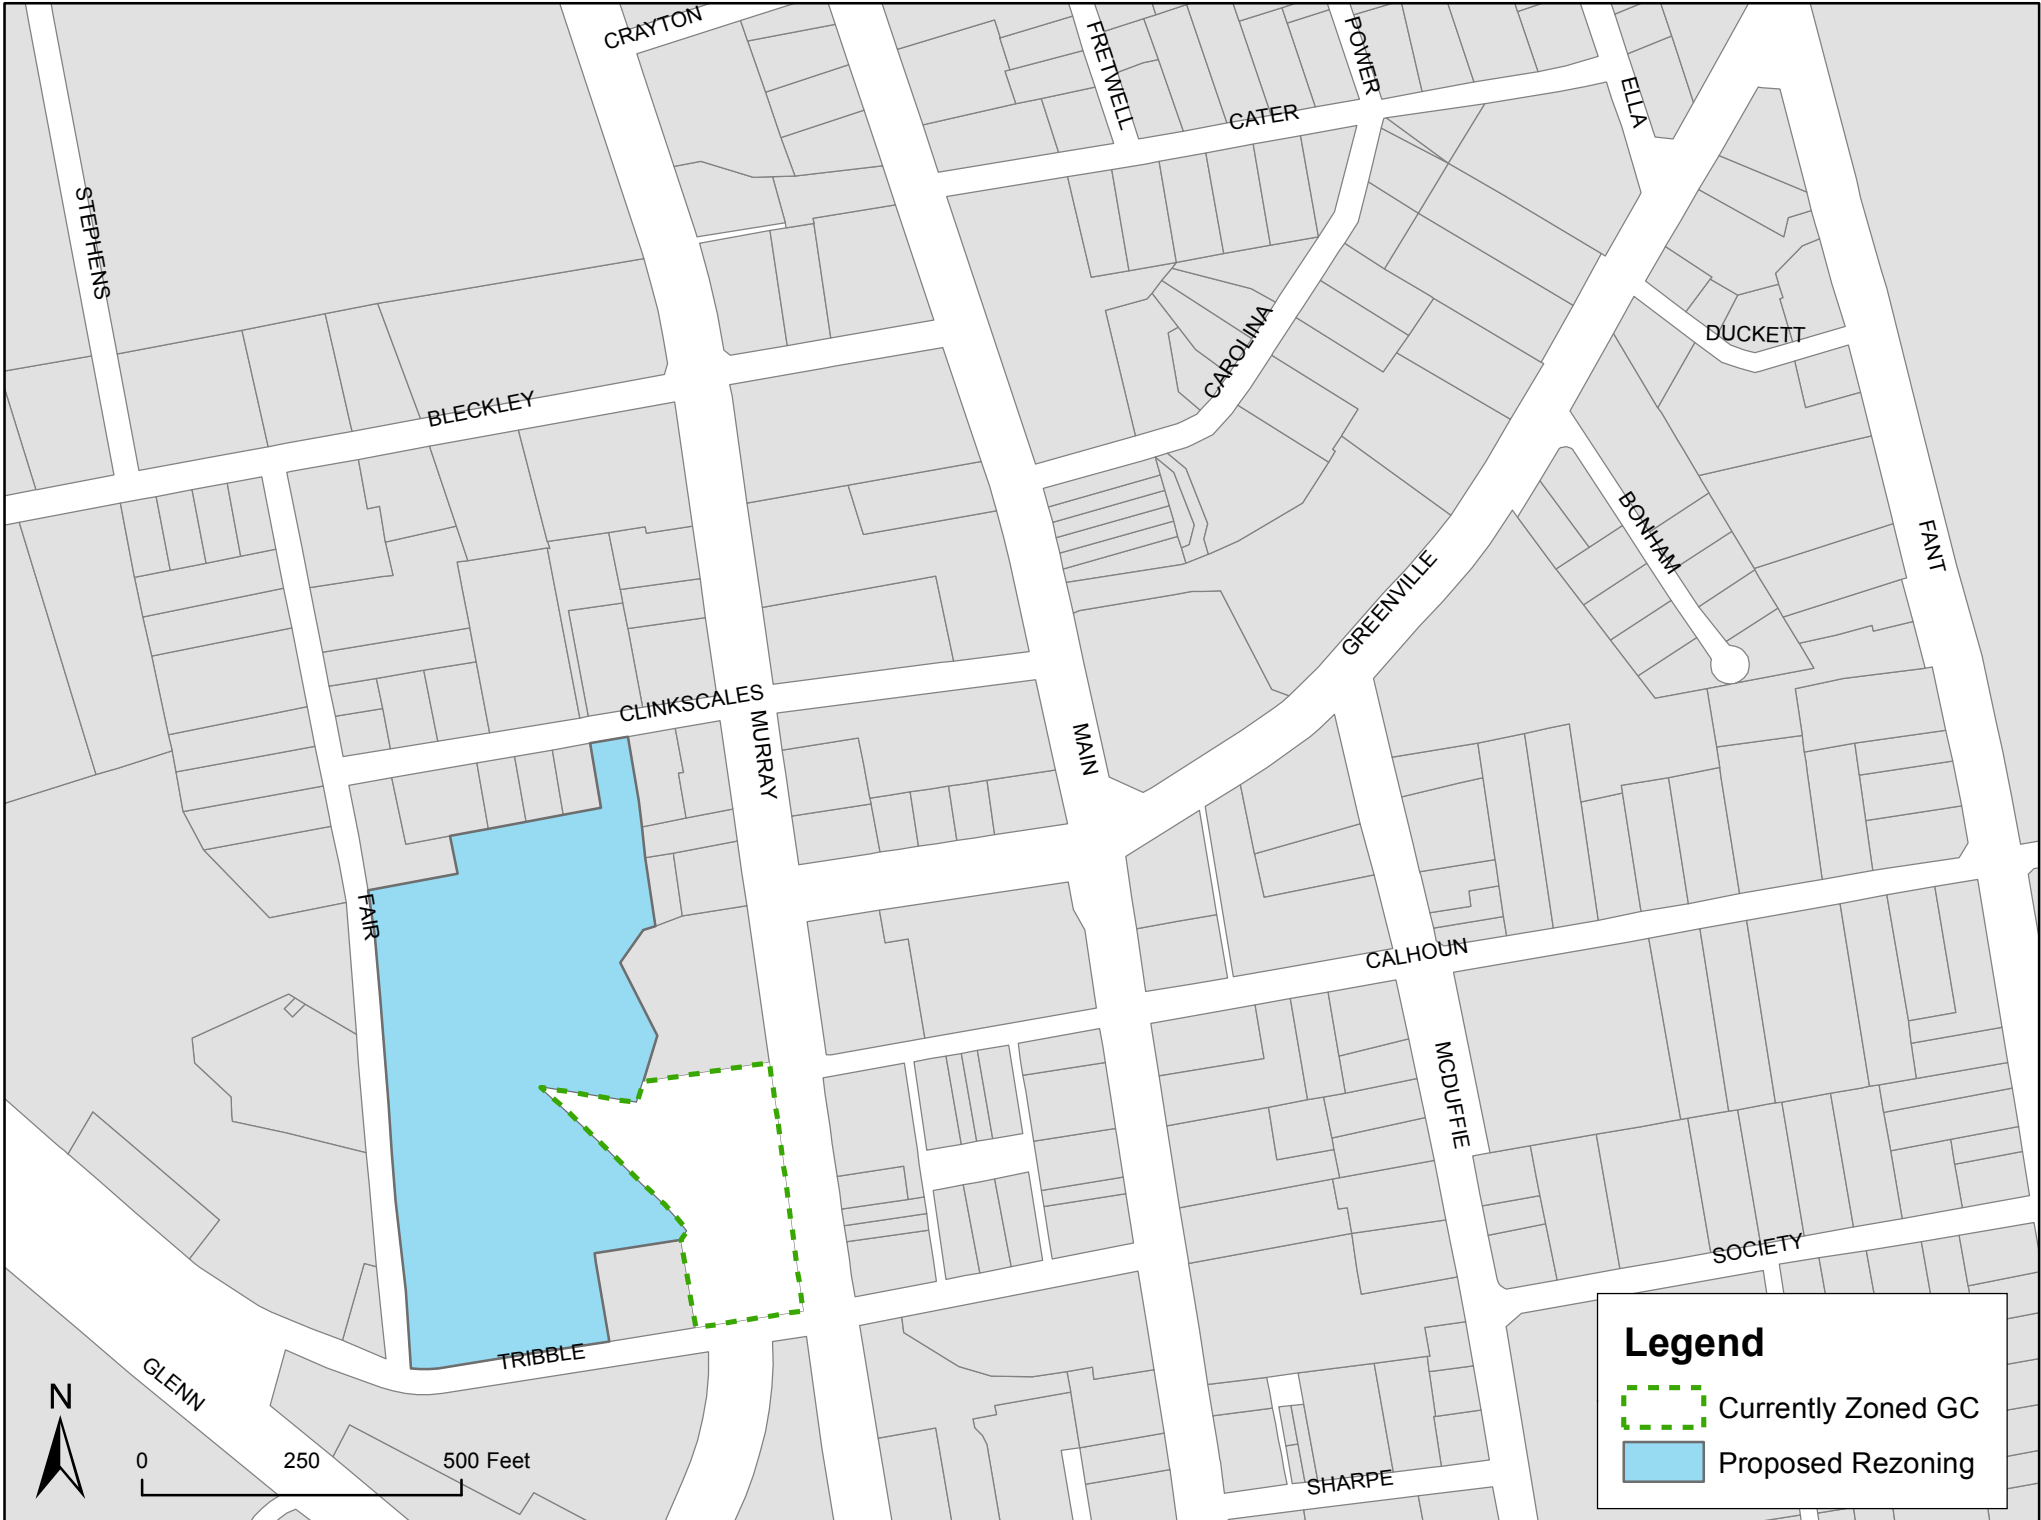 CRAYTON
FRETWELL
POWER
ELLA
CATER
STEPHENS
CAROLINA
DUCKETT
BLECKLEY
BONHAM
FANT
GREENVILLE
CLINKSCALES
MURRAY
MAIN
FAIR
CALHOUN
MCDUFFIE
SOCIETY
TRIBBLE
GLENN
SHARPE
N
0 250 500 Feet
Legend
Currently Zoned GC
Proposed Rezoning